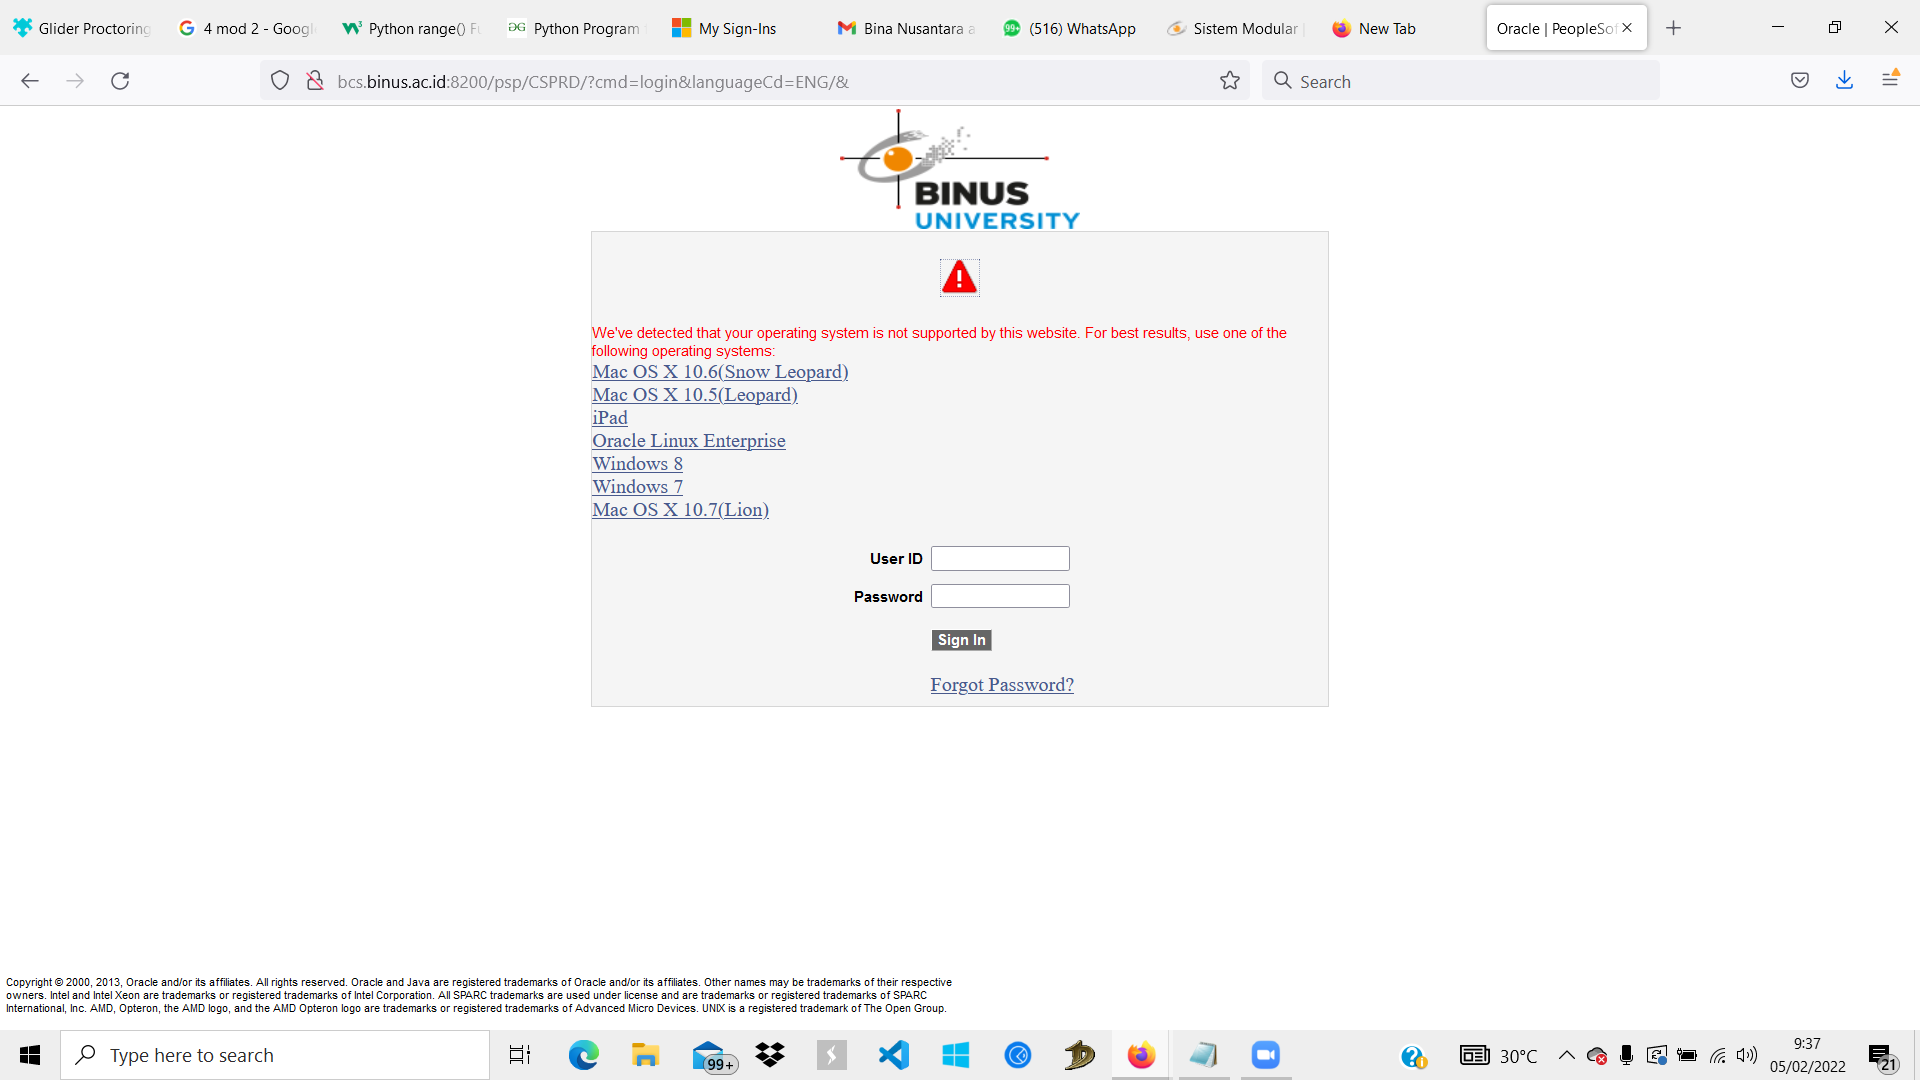 Glider Proctoring
4 mod 2 - Googl
Python range() Fu
Python Program
My Sign-Ins
Bina Nusantara a
(516) WhatsApp
Sistem Modular
New Tab
Oracle | PeopleSof
bcs.binus.ac.id:8200/psp/CSPRD/?cmd=login&languageCd=ENG/&
Search
BINUS
UNIVERSITY
We've detected that your operating system is not supported by this website. For best results, use one of the
following operating systems:
Mac OS X 10.6(Snow Leopard)
Mac OS X 10.5(Leopard)
iPad
Oracle Linux Enterprise
Windows 8
Windows 7
Mac OS X 10.7(Lion)
User ID
Password
Sign In
Forgot Password?
Copyright © 2000, 2013, Oracle and/or its affiliates. All rights reserved. Oracle and Java are registered trademarks of Oracle and/or its affiliates. Other names may be trademarks of their respective
owners. Intel and Intel Xeon are trademarks or registered trademarks of Intel Corporation. All SPARC trademarks are used under license and are trademarks or registered trademarks of SPARC
International, Inc. AMD, Opteron, the AMD logo, and the AMD Opteron logo are trademarks or registered trademarks of Advanced Micro Devices. UNIX is a registered trademark of The Open Group.
Type here to search
99+
30°C
9:37
05/02/2022
21